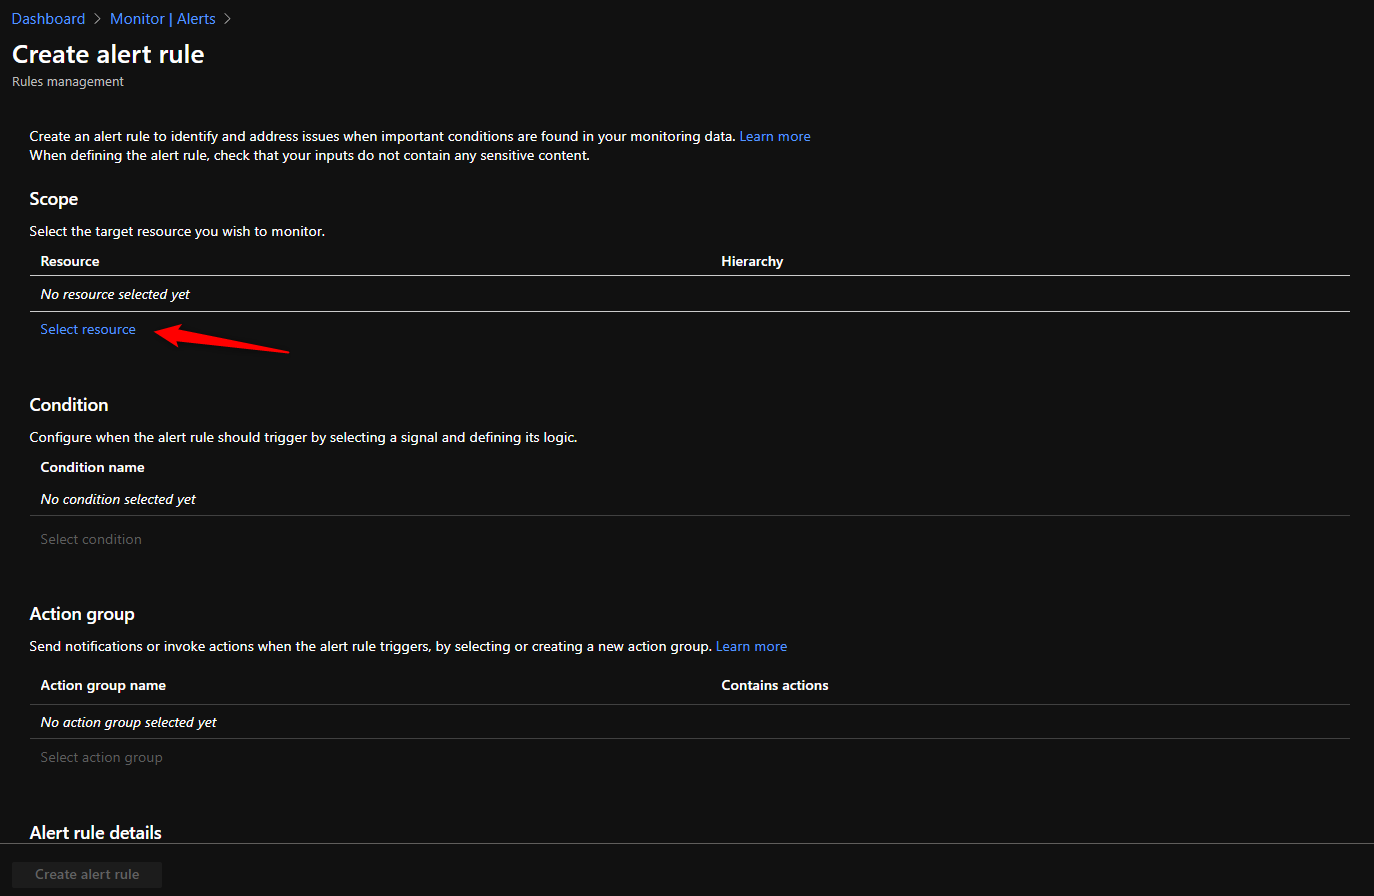 Dashboard > Monitor | Alerts >
Create alert rule
Rules management
Create an alert rule to identify and address issues when important conditions are found in your monitoring data. Learn more
When defining the alert rule, check that your inputs do not contain any sensitive content.
Scope
Select the target resource you wish to monitor.
Resource Hierarchy
No resource selected yet
Select resource
Condition
Configure when the alert rule should trigger by selecting a signal and defining its logic.
Condition name
No condition selected yet
Select condition
Action group
Send notifications or invoke actions when the alert rule triggers, by selecting or creating a new action group. Learn more
Action group name Contains actions
No action group selected yet
Select action group
Alert rule details
Create alert rule